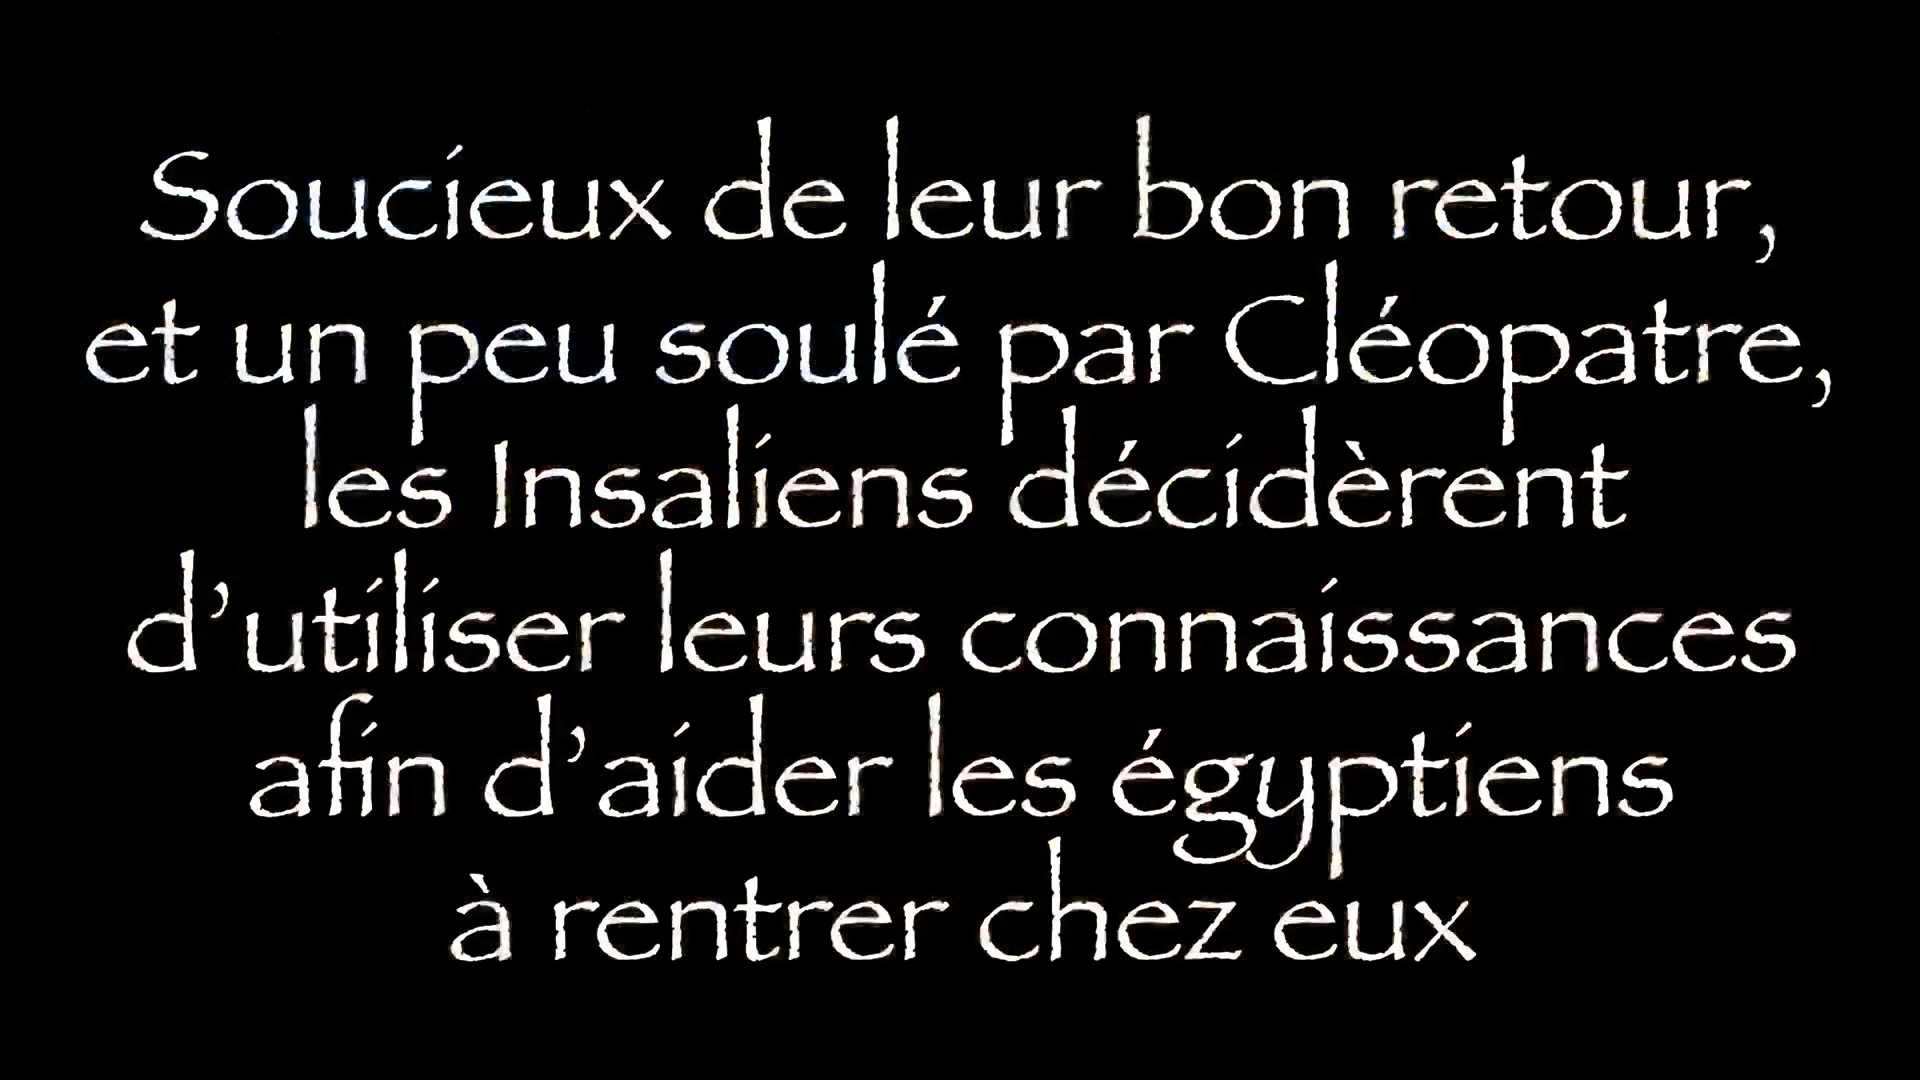 Soucieux de leur bon retour,
et un peu soulé par Cléopatre,
les Insaliens décidèrent
d’utiliser leurs connaissances
afin d’aider les égyptiens
à rentrer chez eux